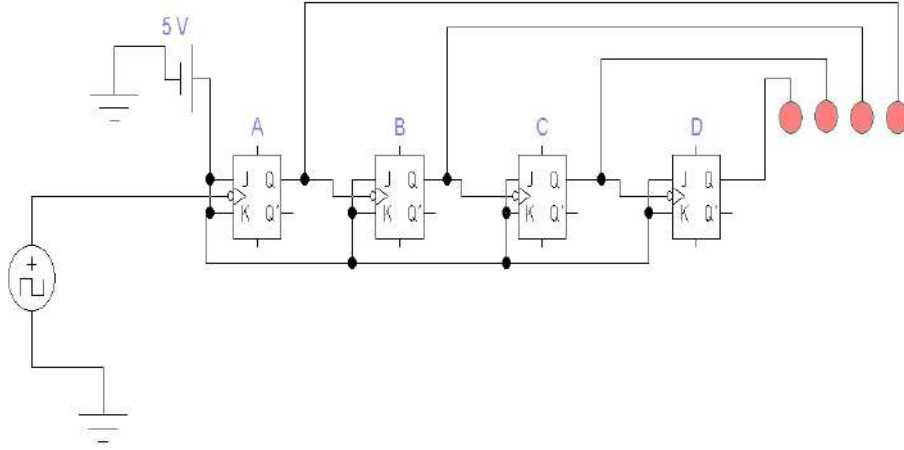 5 V
A B C D
J Q J Q J Q J Q
K Q' K Q' K Q' K Q'
+